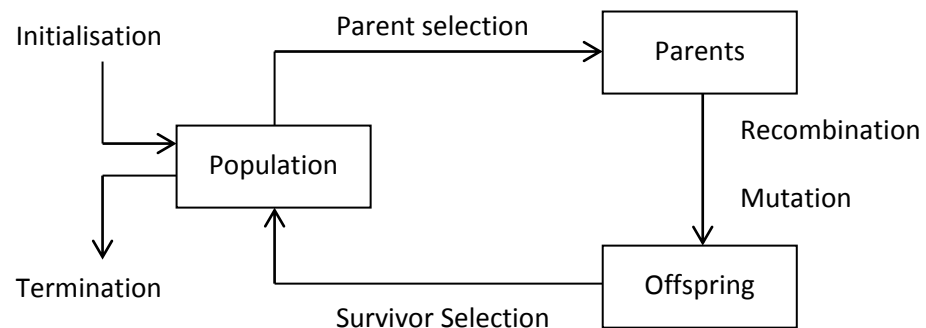 Initialisation
Parent selection
Parents
Recombination
Population
Mutation
Termination
Offspring
Survivor Selection